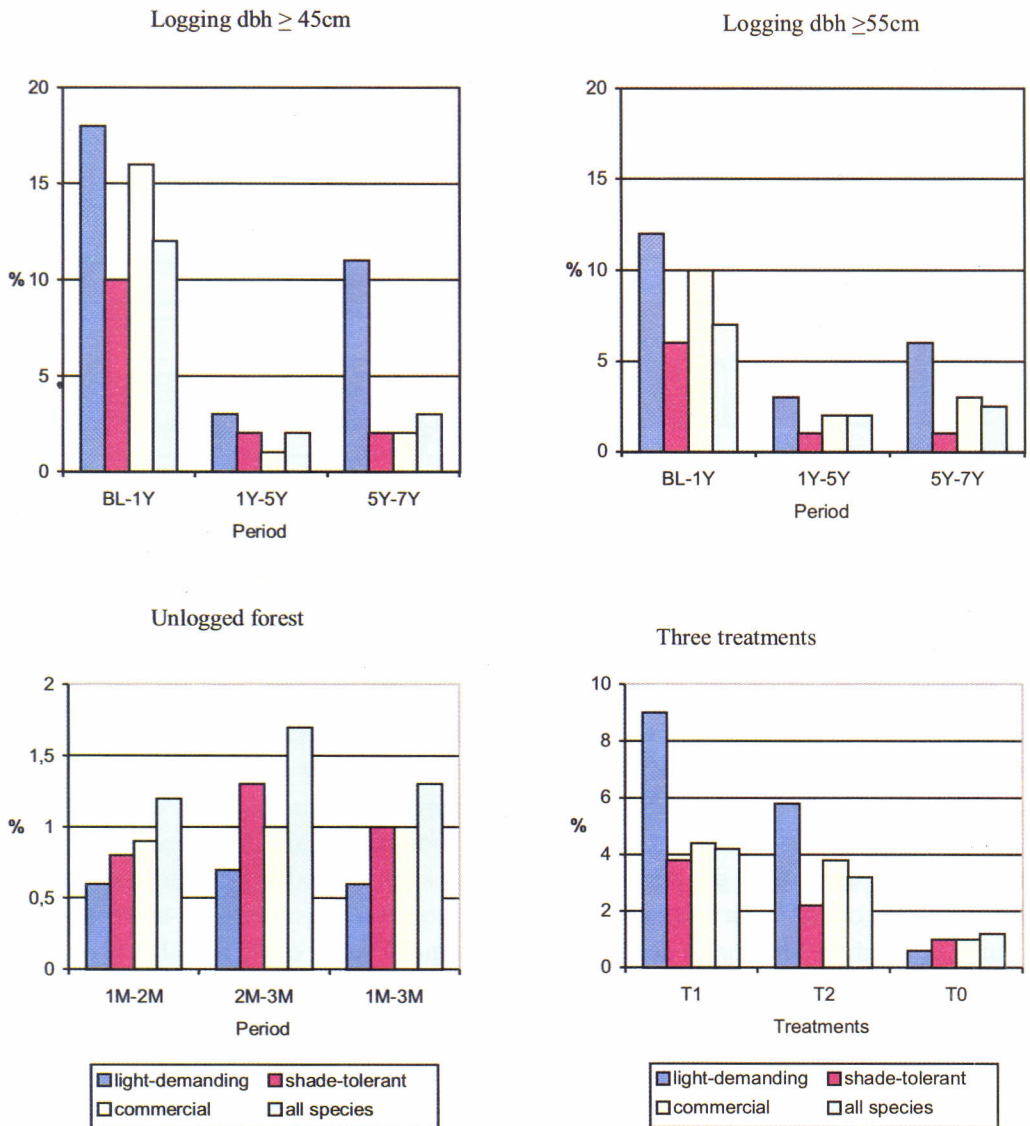 Logging dbh ≥ 45cm
20
15
% 10
5
0
BL-1Y 1Y-5Y 5Y-7Y
Period
Logging dbh ≥55cm
20
15
% 10
5
0
BL-1Y 1Y-5Y 5Y-7Y
Period
Unlogged forest
2
1,5
% 1
0,5
0
1M-2M 2M-3M 1M-3M
Period
light-demanding shade-tolerant
commercial all species
Three treatments
10
8
6
%
4
2
0
T1 T2 T0
Treatments
light-demanding shade-tolerant
commercial all species